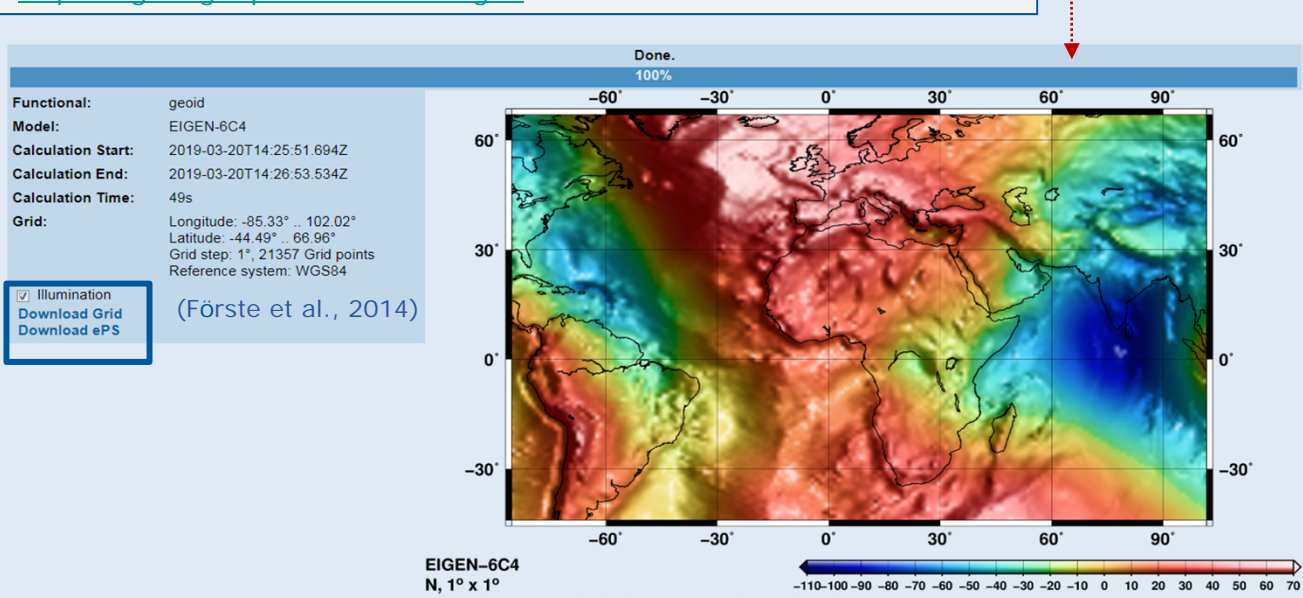 Done.
100%
Functional: geoid
Model: EIGEN-6C4
Calculation Start: 2019-03-20T14:25:51.694Z
Calculation End: 2019-03-20T14:26:53.534Z
Calculation Time: 49s
Grid: Longitude: -85.33° .. 102.02°
Latitude: -44.49° .. 66.96°
Grid step: 1°, 21357 Grid points
Reference system: WGS84
Illumination
Download Grid
Download ePS
(Förste et al., 2014)
−60° −30° 0° 30° 60° 90°
60° 60°
30° 30°
0° 0°
−30° −30°
−60° −30° 0° 30° 60° 90°
EIGEN−6C4
N, 1° x 1°
−110−100 −90 −80 −70 −60 −50 −40 −30 −20 −10 0 10 20 30 40 50 60 70